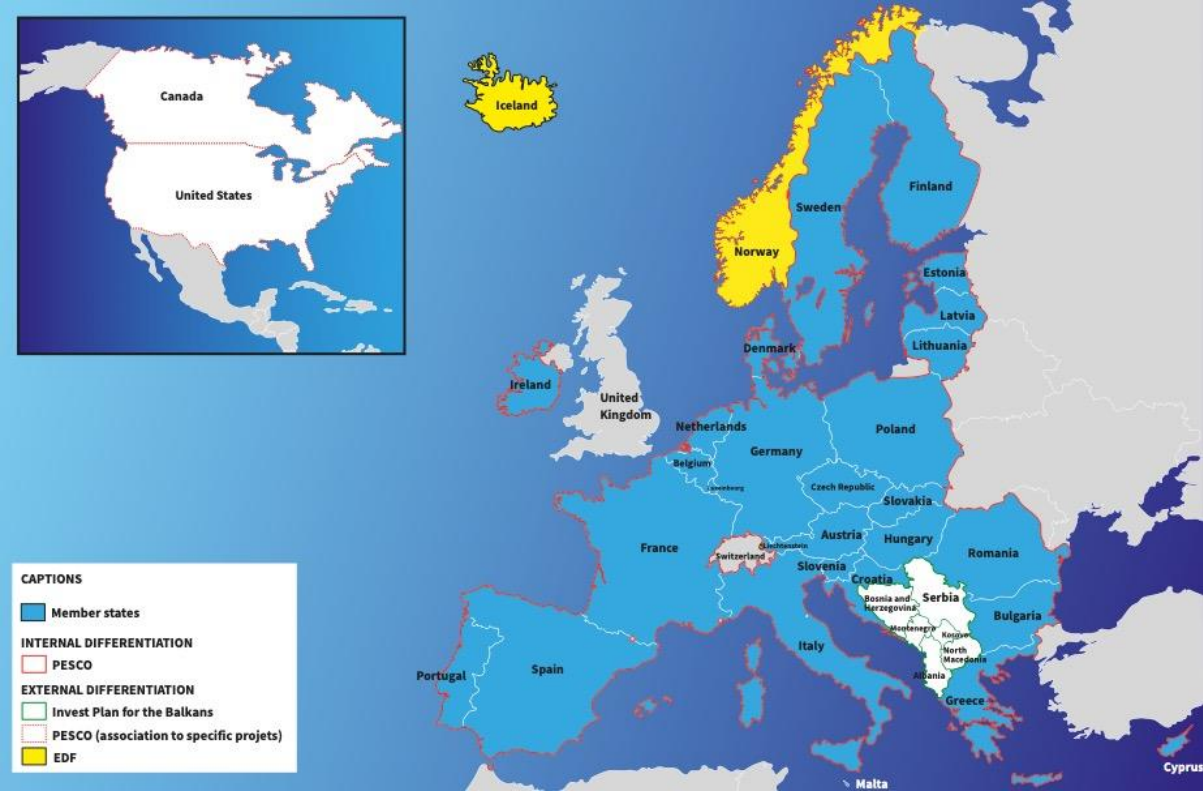 Canada
United States
Iceland
Norway
Sweden
Finland
Estonia
Latvia
Lithuania
Denmark
Ireland
United
Kingdom
Netherlands
Belgium
Luxembourg
Germany
Poland
Czech Republic
Slovakia
France
Switzerland
Liechtenstein
Austria
Hungary
Romania
Slovenia
Croatia
Bosnia and
Herzegovina
Serbia
Montenegro
Kosovo
North
Macedonia
Albania
Bulgaria
Italy
Portugal
Spain
Greece
Malta
Cyprus
CAPTIONS
Member states
INTERNAL DIFFERENTIATION
PESCO
EXTERNAL DIFFERENTIATION
Invest Plan for the Balkans
PESCO (association to specific projets)
EDF